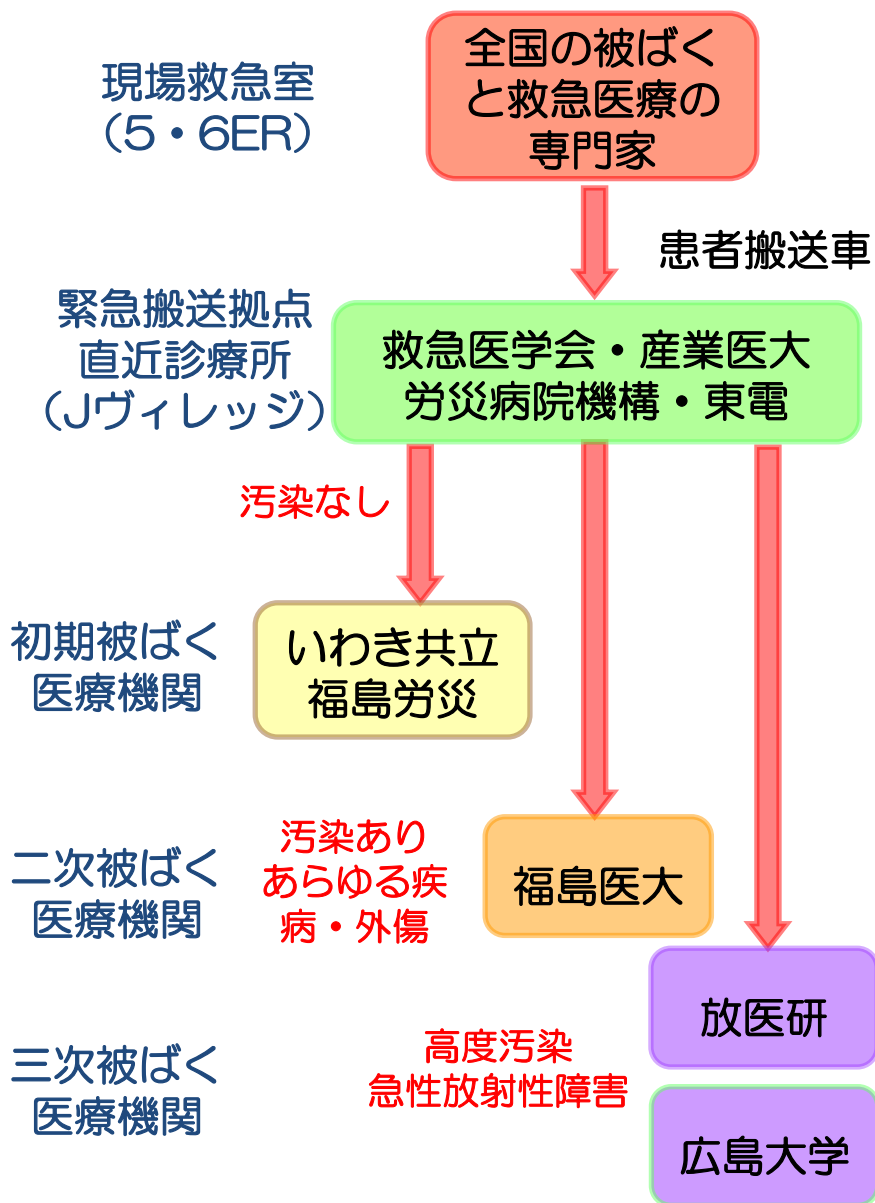 現場救急室
(5・6ER)
全国の被ばく
と救急医療の
専門家
患者搬送車
緊急搬送拠点
直近診療所
(Jヴィレッジ)
救急医学会・産業医大
労災病院機構・東電
汚染なし
初期被ばく
医療機関
いわき共立
福島労災
二次被ばく
医療機関
汚染あり
あらゆる疾
病・外傷
福島医大
三次被ばく
医療機関
高度汚染
急性放射性障害
放医研
広島大学